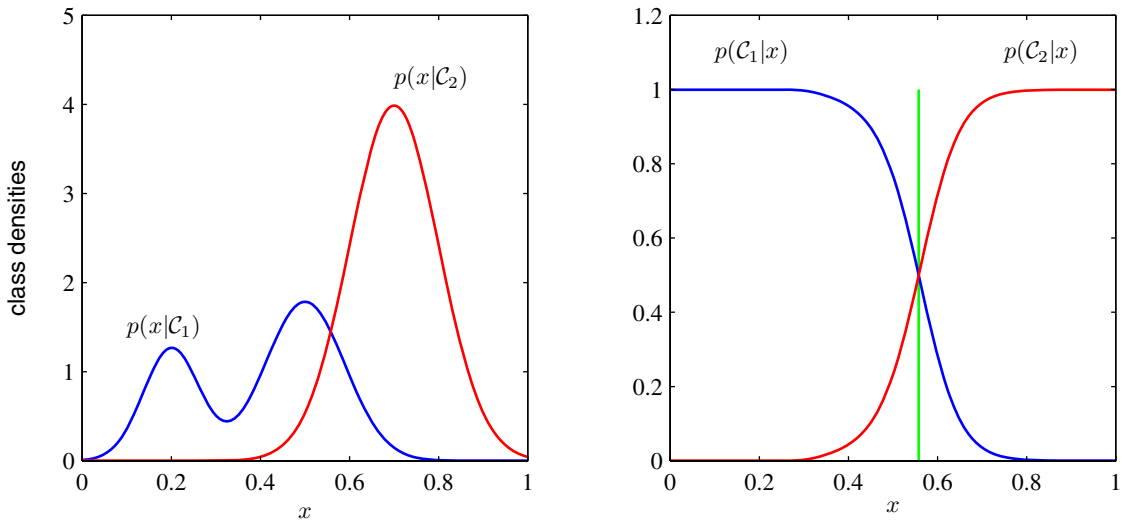 5
4
3
2
1
0
class densities
p(x|C₁)
p(x|C₂)
0 0.2 0.4 0.6 0.8 1
x
1.2
1
0.8
0.6
0.4
0.2
0
p(C₁|x)
p(C₂|x)
0 0.2 0.4 0.6 0.8 1
x